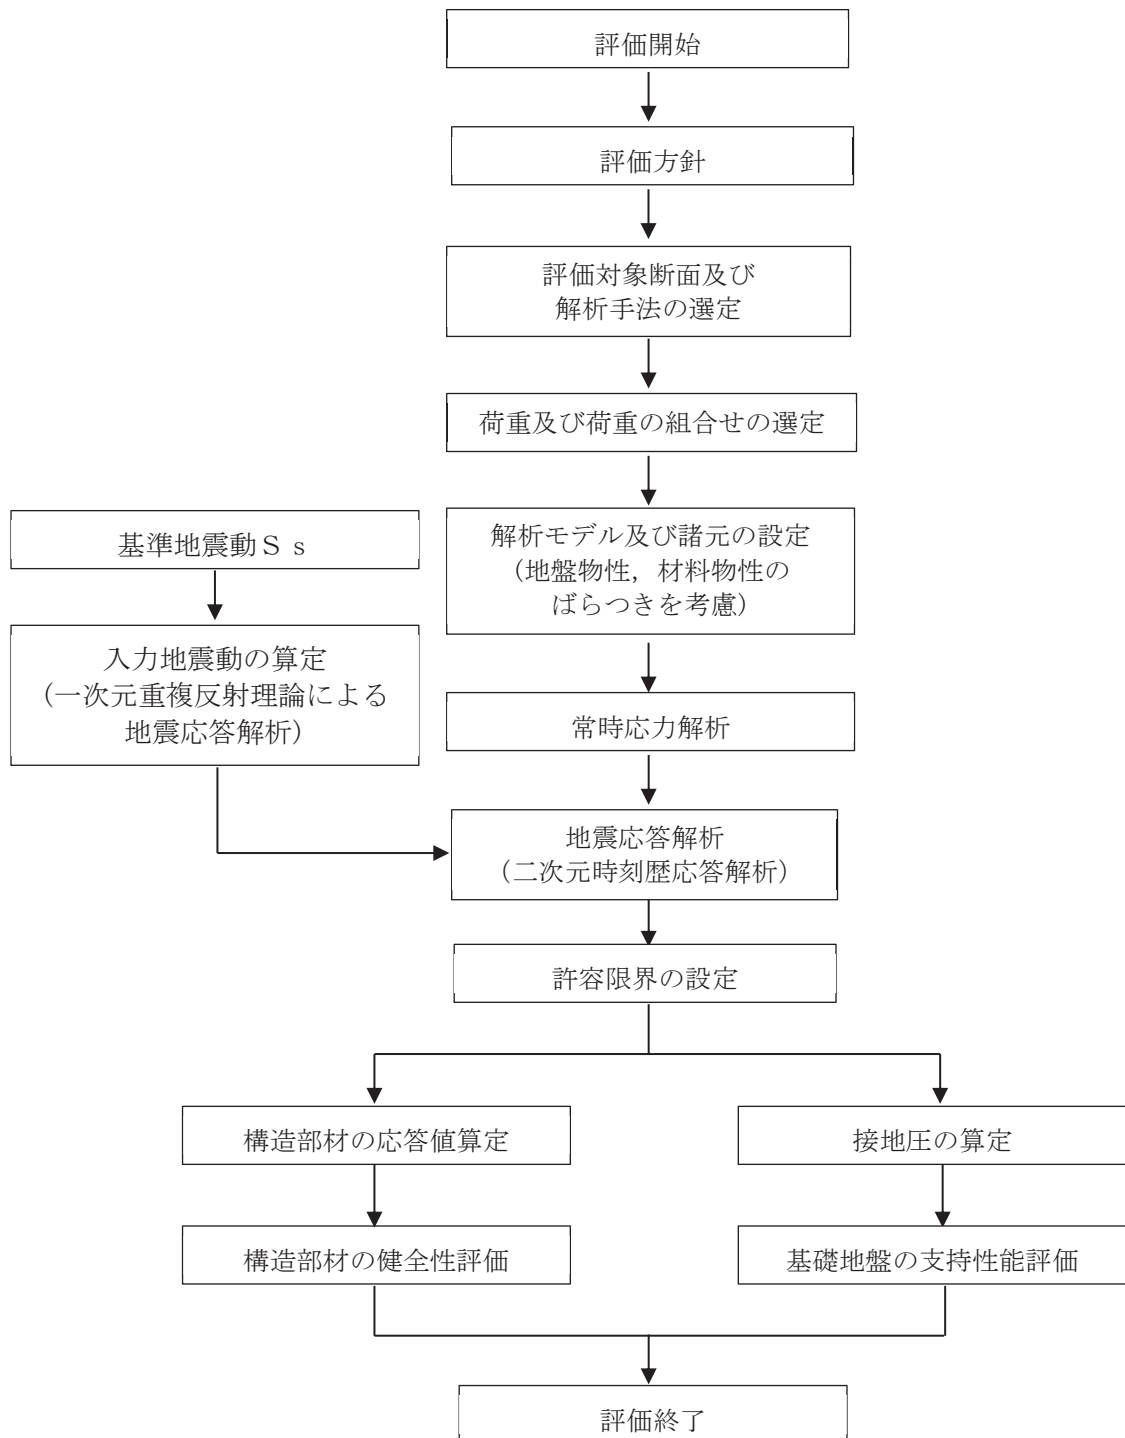 評価開始
評価方針
評価対象断面及び
解析手法の選定
荷重及び荷重の組合せの選定
基準地震動Ｓｓ
解析モデル及び諸元の設定
（地盤物性，材料物性の
ばらつきを考慮）
入力地震動の算定
（一次元重複反射理論による
地震応答解析）
常時応力解析
地震応答解析
（二次元時刻歴応答解析）
許容限界の設定
構造部材の応答値算定
接地圧の算定
構造部材の健全性評価
基礎地盤の支持性能評価
評価終了